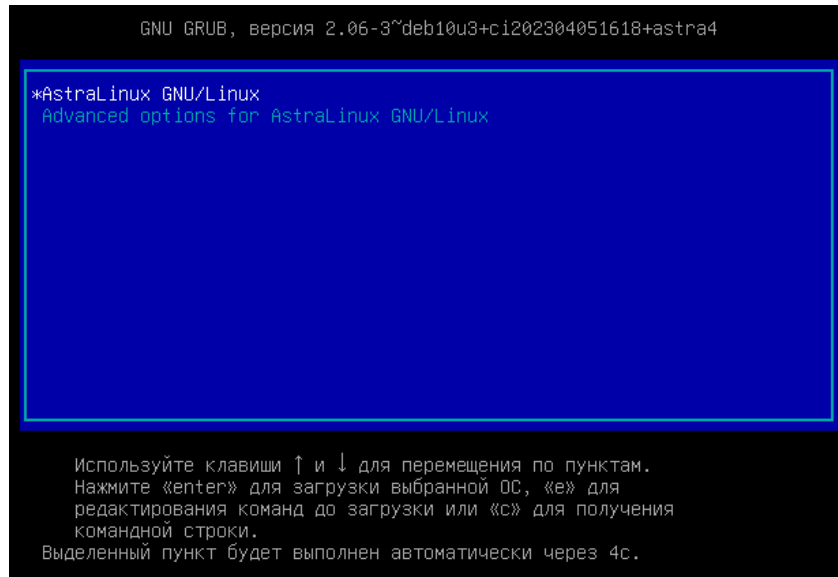 GNU GRUB, версия 2.06-3~deb10u3+ci202304051618+astra4
*AstraLinux GNU/Linux
Advanced options for AstraLinux GNU/Linux
Используйте клавиши ↑ и ↓ для перемещения по пунктам.
Нажмите «enter» для загрузки выбранной ОС, «e» для
редактирования команд до загрузки или «c» для получения
командной строки.
Выделенный пункт будет выполнен автоматически через 4с.